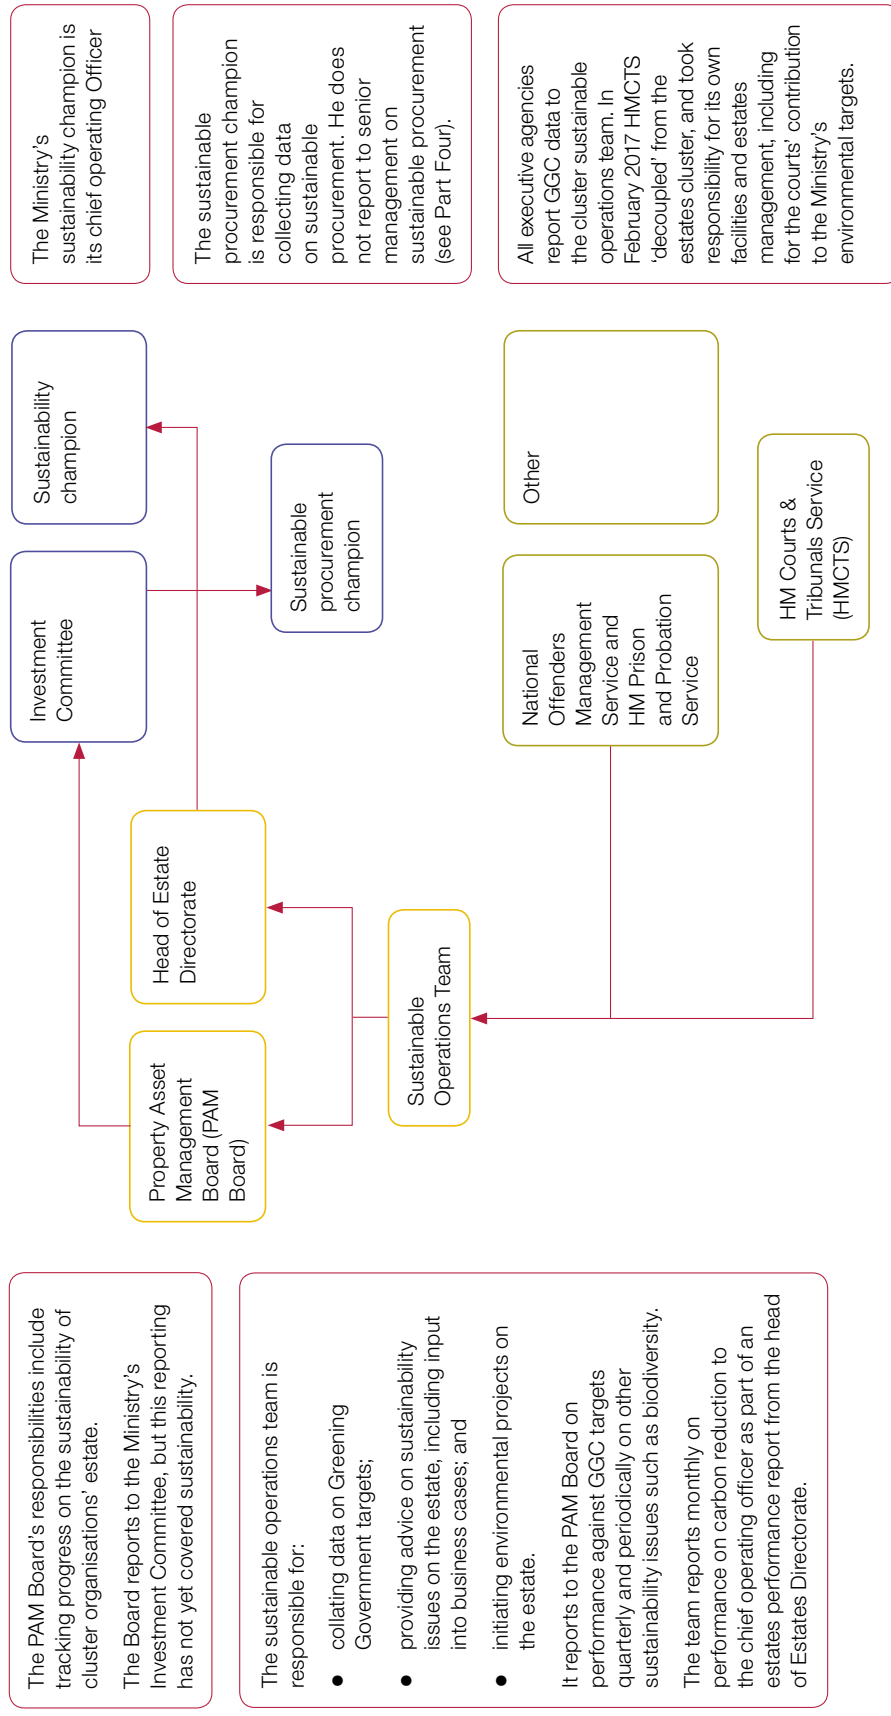 The PAM Board's responsibilities include
tracking progress on the sustainability of
cluster organisations' estate.
The Board reports to the Ministry's
Investment Committee, but this reporting
has not yet covered sustainability.
The sustainable operations team is
responsible for:
● collating data on Greening
Government targets;
● providing advice on sustainability
issues on the estate, including input
into business cases; and
● initiating environmental projects on
the estate.
It reports to the PAM Board on
performance against GGC targets
quarterly and periodically on other
sustainability issues such as biodiversity.
The team reports monthly on
performance on carbon reduction to
the chief operating officer as part of an
estates performance report from the head
of Estates Directorate.
Investment
Committee
Sustainability
champion
Property Asset
Management
Board (PAM
Board)
Head of Estate
Directorate
Sustainable
procurement
champion
Sustainable
Operations Team
National
Offenders
Management
Service and
HM Prison
and Probation
Service
Other
HM Courts &
Tribunals Service
(HMCTS)
The Ministry's
sustainability champion is
its chief operating Officer
The sustainable
procurement champion
is responsible for
collecting data
on sustainable
procurement. He does
not report to senior
management on
sustainable procurement
(see Part Four).
All executive agencies
report GGC data to
the cluster sustainable
operations team. In
February 2017 HMCTS
'decoupled' from the
estates cluster, and took
responsibility for its own
facilities and estates
management, including
for the courts' contribution
to the Ministry's
environmental targets.